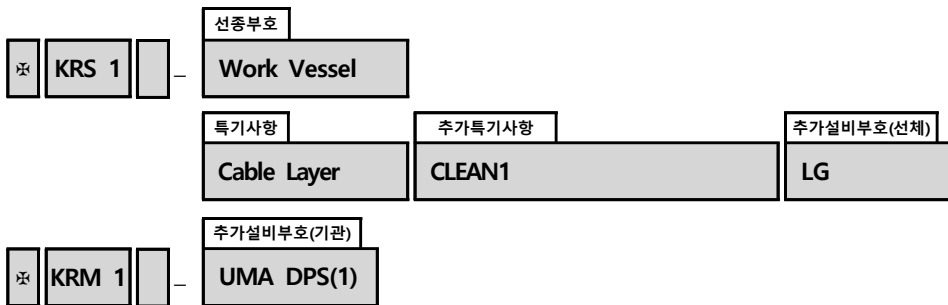 선종부호
✠ KRS 1 – Work Vessel
특기사항 추가특기사항 추가설비부호(선체)
Cable Layer CLEAN1 LG
추가설비부호(기관)
✠ KRM 1 – UMA DPS(1)